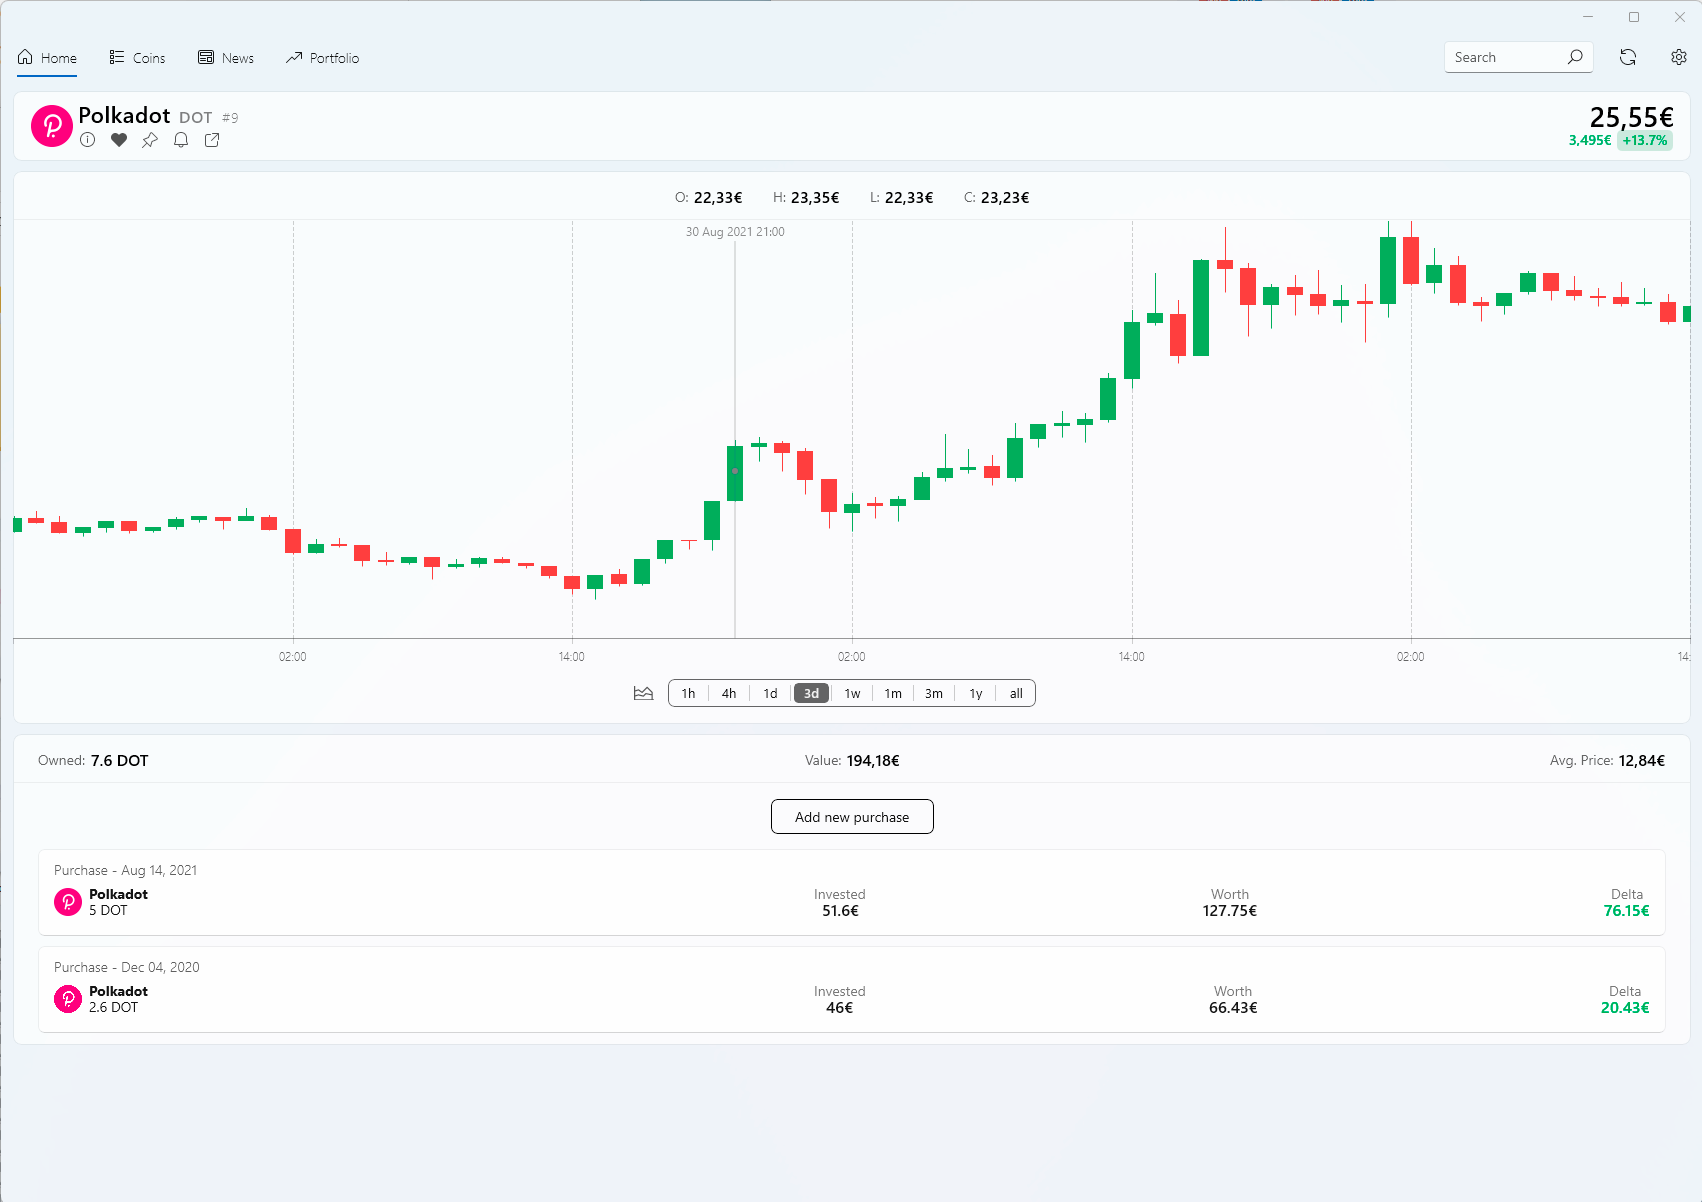 Home Coins News Portfolio Search
Polkadot DOT #9
25,55€
3,495€ +13.7%
O: 22,33€ H: 23,35€ L: 22,33€ C: 23,23€
30 Aug 2021 21:00
02:00 14:00 02:00 14:00 02:00 14:
1h 4h 1d 3d 1w 1m 3m 1y all
Owned: 7.6 DOT Value: 194,18€ Avg. Price: 12,84€
Add new purchase
Purchase - Aug 14, 2021
Polkadot Invested Worth Delta
5 DOT 51.6€ 127.75€ 76.15€
Purchase - Dec 04, 2020
Polkadot Invested Worth Delta
2.6 DOT 46€ 66.43€ 20.43€